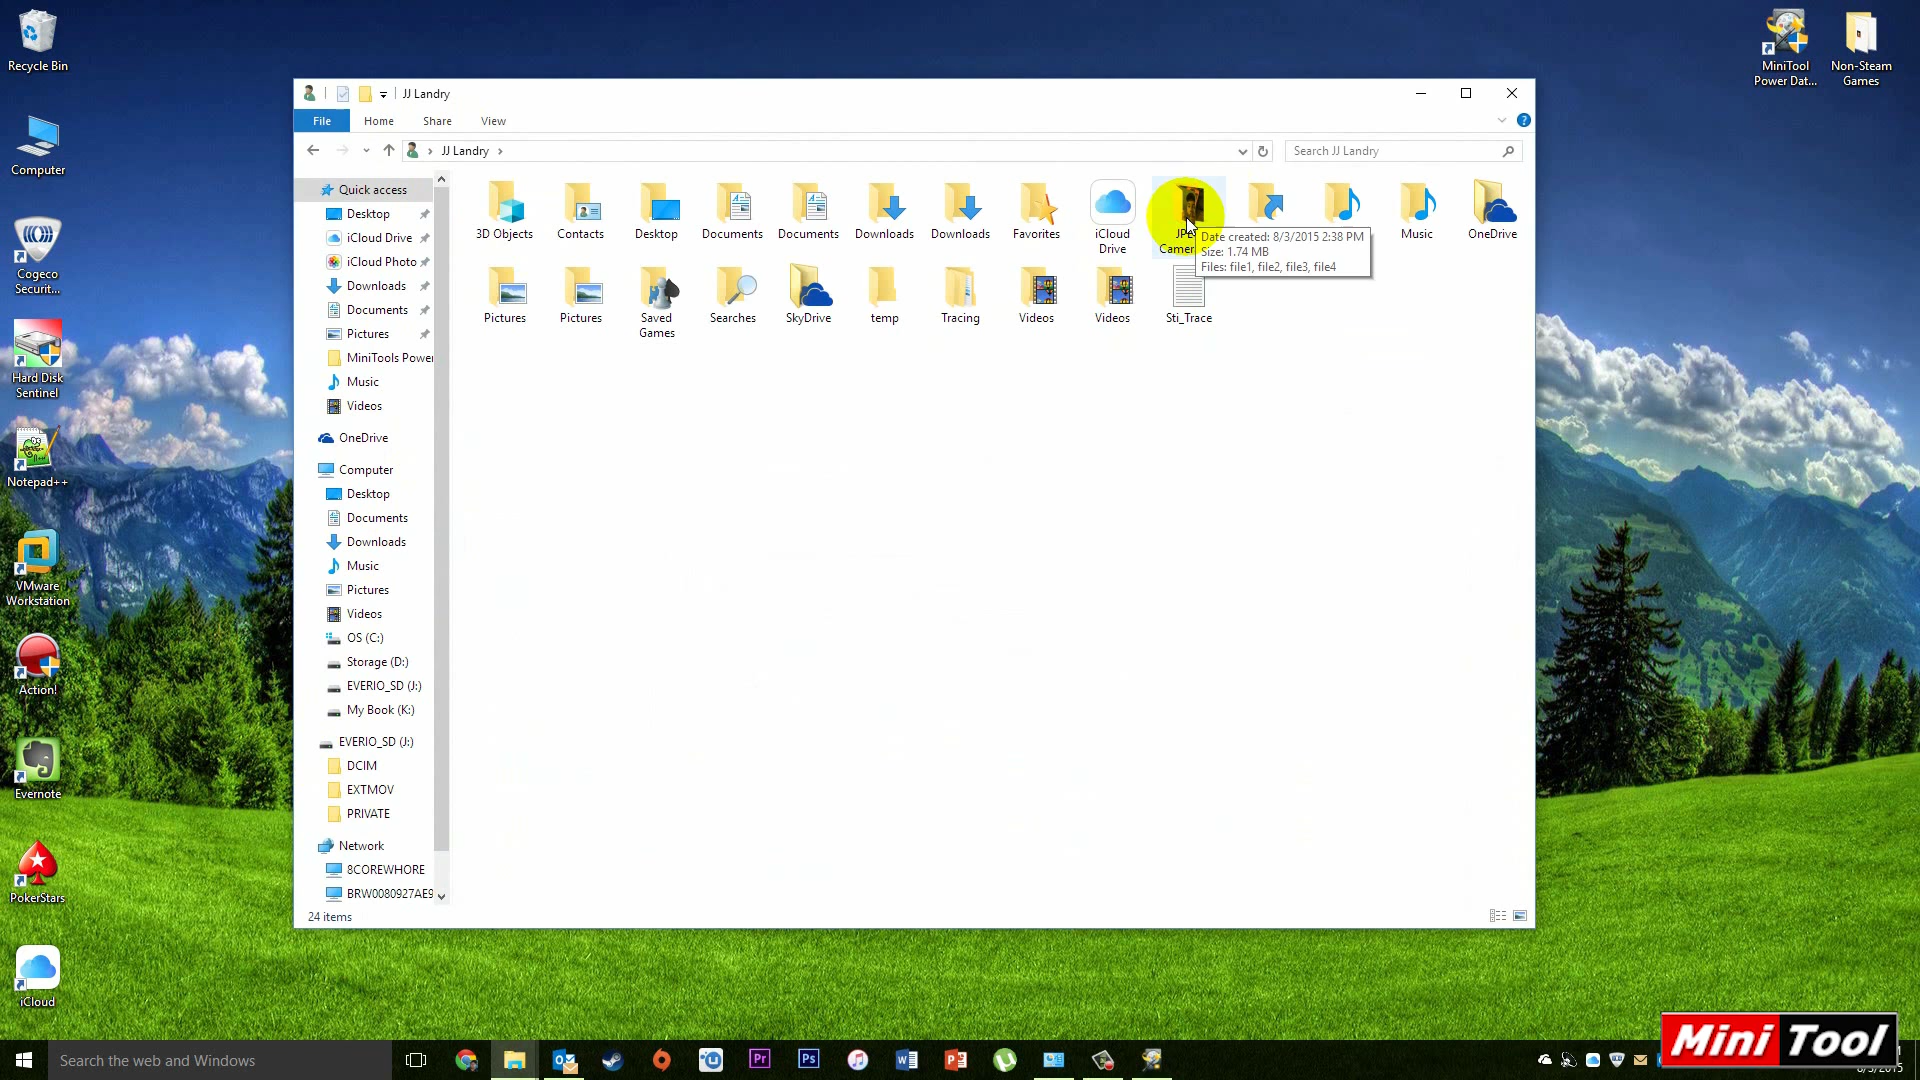 Recycle Bin
Computer
Cogeco
Securit...
Hard Disk
Sentinel
Notepad++
VMware
Workstation
Action!
Evernote
PokerStars
iCloud
MiniTool
Power Dat...
Non-Steam
Games
JJ Landry
File
Home
Share
View
JJ Landry
Search JJ Landry
Quick access
Desktop
iCloud Drive
iCloud Photo
Downloads
Documents
Pictures
MiniTools Power
Music
Videos
OneDrive
Computer
Desktop
Documents
Downloads
Music
Pictures
Videos
OS (C:)
Storage (D:)
EVERIO_SD (J:)
My Book (K:)
EVERIO_SD (J:)
DCIM
EXTMOV
PRIVATE
Network
8COREWHORE
BRW0080927AE9
3D Objects
Contacts
Desktop
Documents
Documents
Downloads
Downloads
Favorites
iCloud
Drive
Music
OneDrive
Date created: 8/3/2015 2:38 PM
Size: 1.74 MB
Files: file1, file2, file3, file4
Pictures
Pictures
Saved
Games
Searches
SkyDrive
temp
Tracing
Videos
Videos
Sti_Trace
24 items
Search the web and Windows
Pr
Ps
Mini Tool